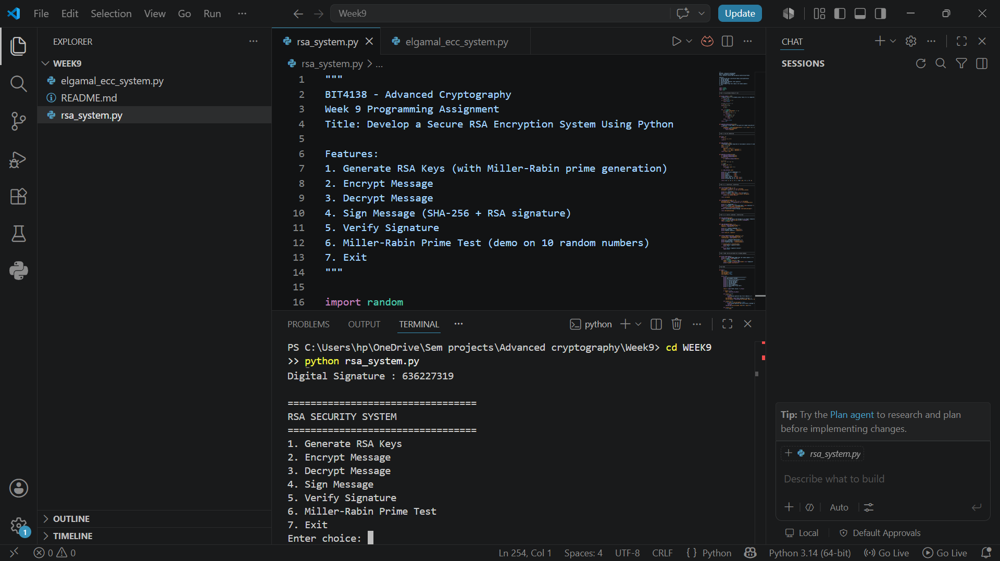 File Edit Selection View Go Run ···
Week9
Update
EXPLORER
WEEK9
elgamal_ecc_system.py
README.md
rsa_system.py
OUTLINE
TIMELINE
rsa_system.py
elgamal_ecc_system.py
rsa_system.py > ...
1 """
2 BIT4138 - Advanced Cryptography
3 Week 9 Programming Assignment
4 Title: Develop a Secure RSA Encryption System Using Python
5
6 Features:
7 1. Generate RSA Keys (with Miller-Rabin prime generation)
8 2. Encrypt Message
9 3. Decrypt Message
10 4. Sign Message (SHA-256 + RSA signature)
11 5. Verify Signature
12 6. Miller-Rabin Prime Test (demo on 10 random numbers)
13 7. Exit
14 """
15
16 import random
PROBLEMS OUTPUT TERMINAL ···
python
PS C:\Users\hp\OneDrive\Sem projects\Advanced cryptography\Week9> cd WEEK9
>> python rsa_system.py
Digital Signature : 636227319
=================================
RSA SECURITY SYSTEM
=================================
1. Generate RSA Keys
2. Encrypt Message
3. Decrypt Message
4. Sign Message
5. Verify Signature
6. Miller-Rabin Prime Test
7. Exit
Enter choice:
CHAT
SESSIONS
Tip: Try the Plan agent to research and plan
before implementing changes.
rsa_system.py
Describe what to build
Auto
Local
Default Approvals
1
0 0
Ln 254, Col 1
Spaces: 4
UTF-8
CRLF
{ } Python
Python 3.14 (64-bit)
Go Live
Go Live